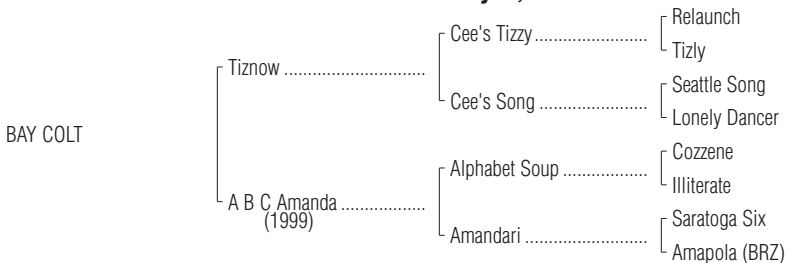 Relaunch
Cee's Tizzy
Tizly
Tiznow
Seattle Song
Cee's Song
Lonely Dancer
BAY COLT
Cozzene
Alphabet Soup
Illiterate
A B C Amanda
(1999)
Saratoga Six
Amandari
Amapola (BRZ)